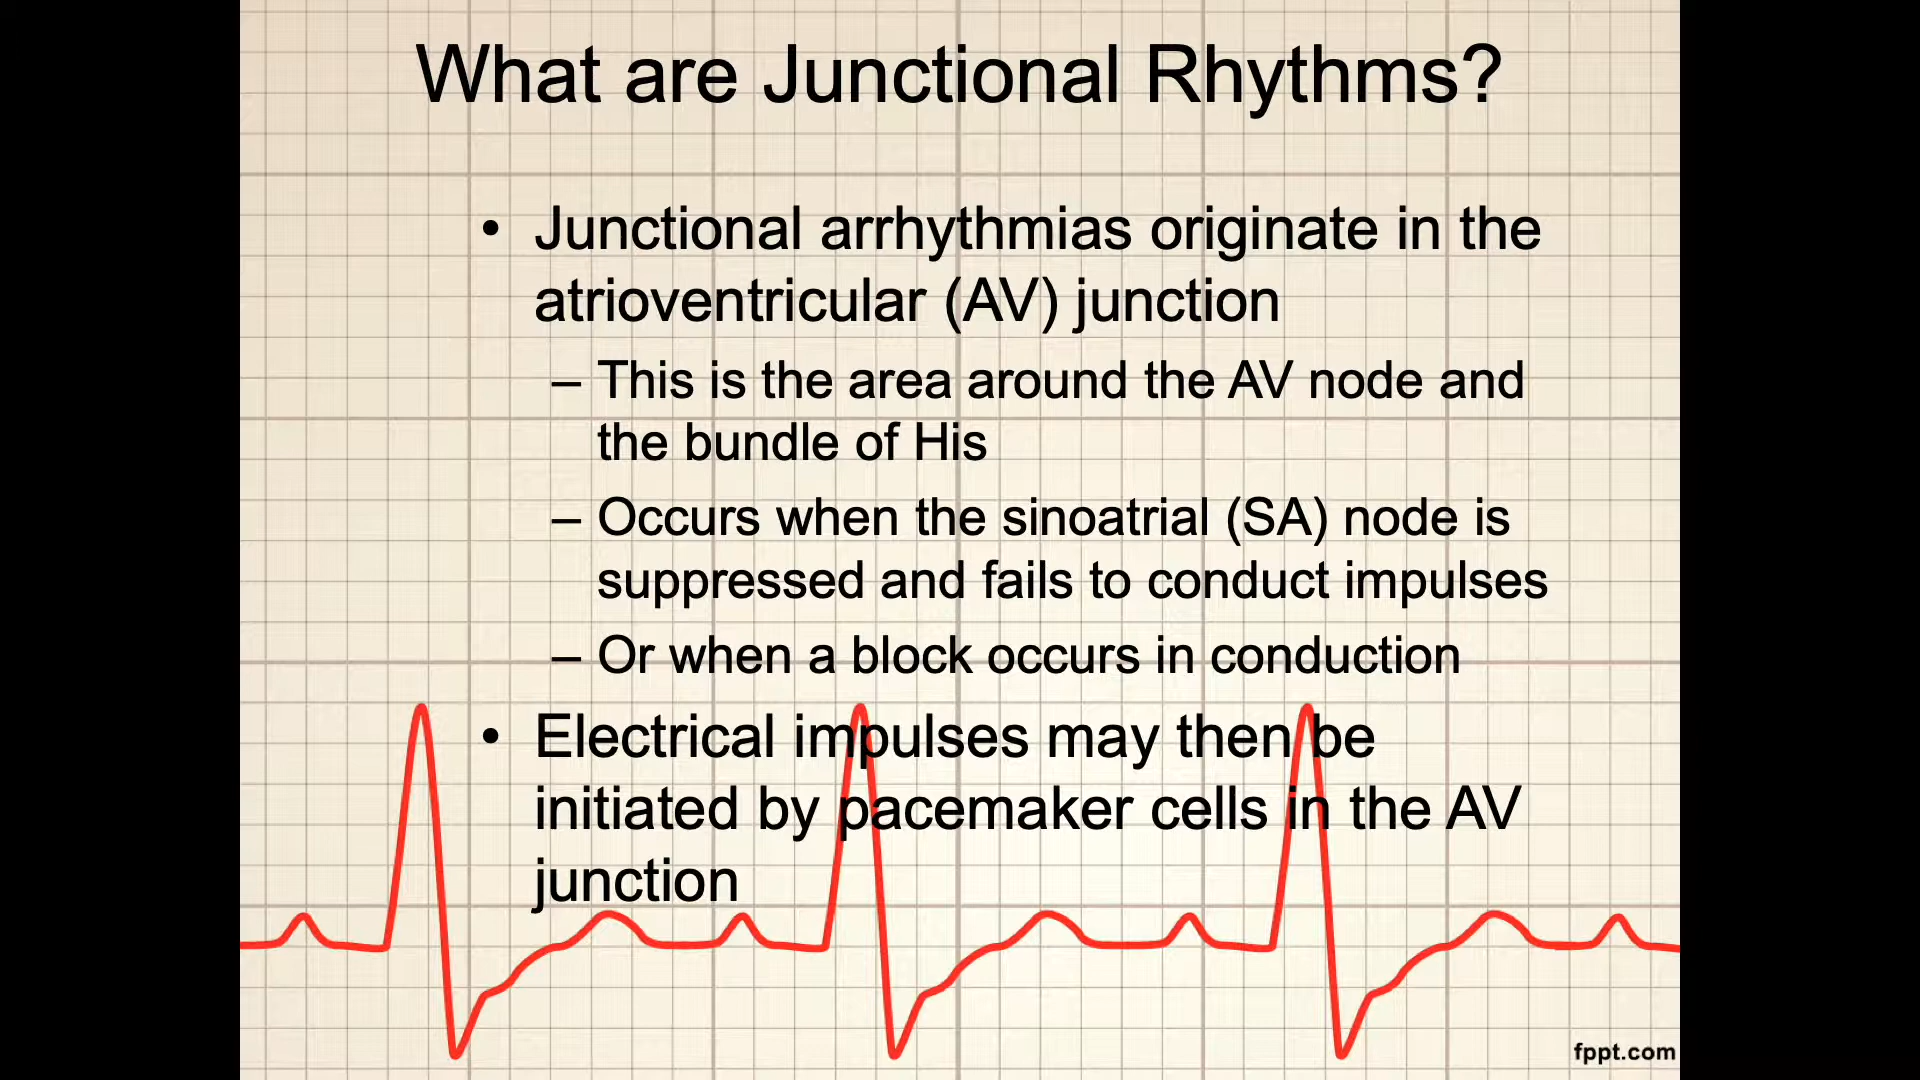 What are Junctional Rhythms?
• Junctional arrhythmias originate in the
atrioventricular (AV) junction
– This is the area around the AV node and
the bundle of His
– Occurs when the sinoatrial (SA) node is
suppressed and fails to conduct impulses
– Or when a block occurs in conduction
• Electrical impulses may then be
initiated by pacemaker cells in the AV
junction
fppt.com